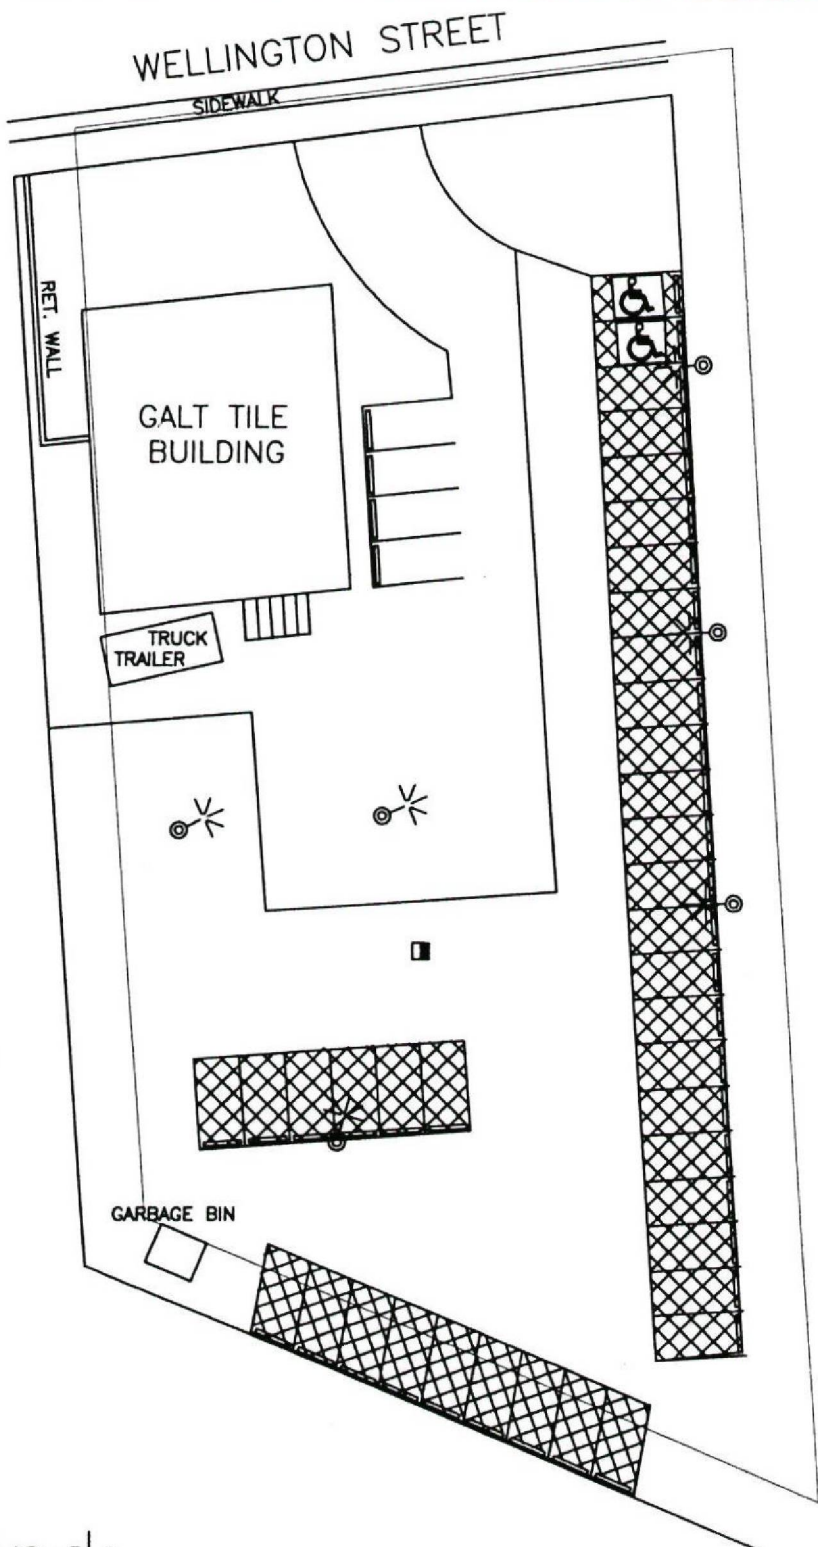 WELLINGTON STREET
SIDEWALK
RET. WALL
GALT TILE
BUILDING
TRUCK
TRAILER
GARBAGE BIN